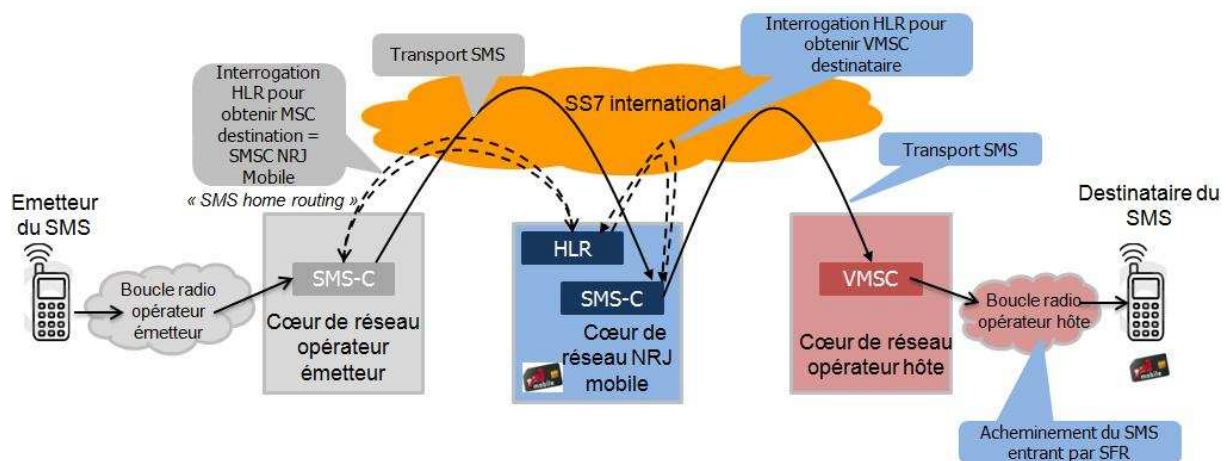 Interrogation HLR pour
obtenir VMSC
destinataire
Transport SMS
Interrogation
HLR pour
obtenir MSC
destination =
SMSC NRJ
Mobile
SS7 international
Transport SMS
« SMS home routing »
Emetteur
du SMS
Destinataire du
SMS
HLR
SMS-C
SMS-C
VMSC
Boucle radio
opérateur
émetteur
Boucle radio
opérateur hôte
Cœur de réseau
opérateur
émetteur
Cœur de
réseau NRJ
mobile
Cœur de réseau
opérateur hôte
mobile
mobile
Acheminement du SMS
entrant par SFR